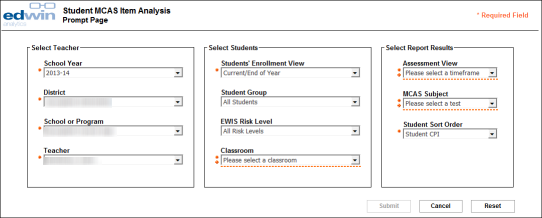 edwin
analytics
Student MCAS Item Analysis
Prompt Page
* Required Field
Select Teacher
School Year
* 2013-14
District
*
School or Program
*
Teacher
*
Select Students
Students' Enrollment View
* Current/End of Year
Student Group
All Students
EWIS Risk Level
All Risk Levels
Classroom
* Please select a classroom
*
Select Report Results
Assessment View
* Please select a timeframe
*
MCAS Subject
* Please select a test
*
Student Sort Order
* Student CPI
Submit
Cancel
Reset